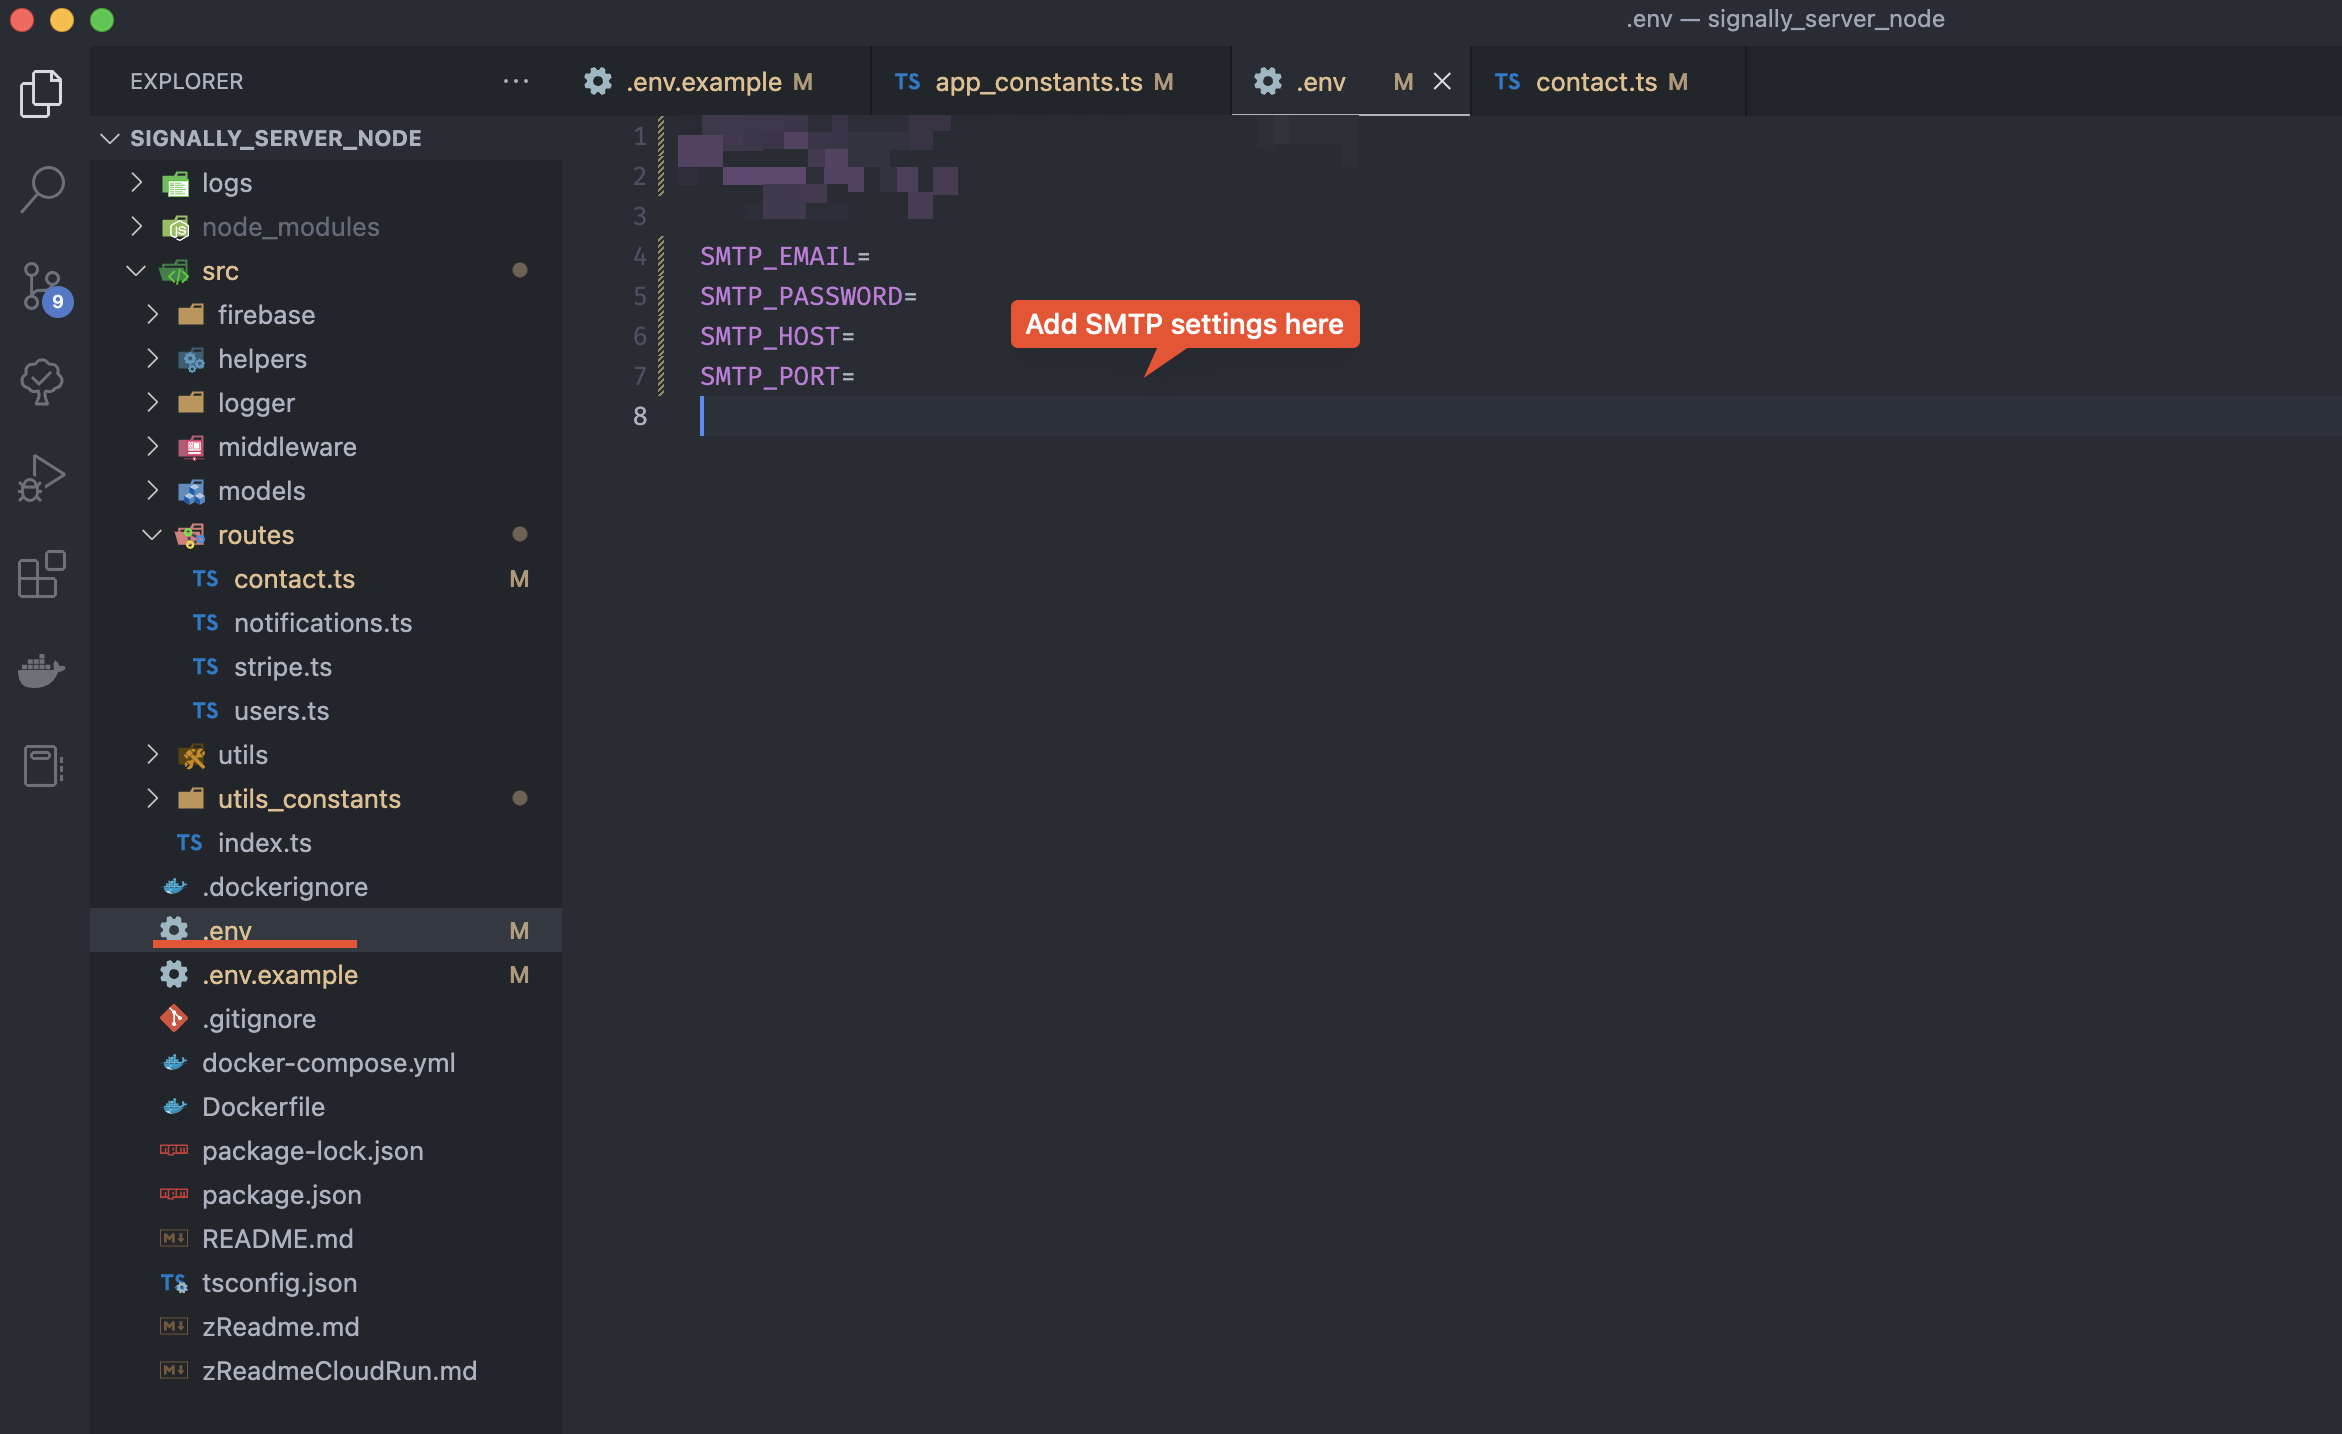 .env — signally_server_node
EXPLORER ···
.env.example M
TS app_constants.ts M
.env M
TS contact.ts M
SIGNALLY_SERVER_NODE
logs
node_modules
src
firebase
helpers
logger
middleware
models
routes
TS contact.ts M
TS notifications.ts
TS stripe.ts
TS users.ts
utils
utils_constants
TS index.ts
.dockerignore
.env M
.env.example M
.gitignore
docker-compose.yml
Dockerfile
package-lock.json
package.json
README.md
TS tsconfig.json
zReadme.md
zReadmeCloudRun.md
9
1
2
3
4 SMTP_EMAIL=
5 SMTP_PASSWORD=
6 SMTP_HOST=
7 SMTP_PORT=
8
Add SMTP settings here